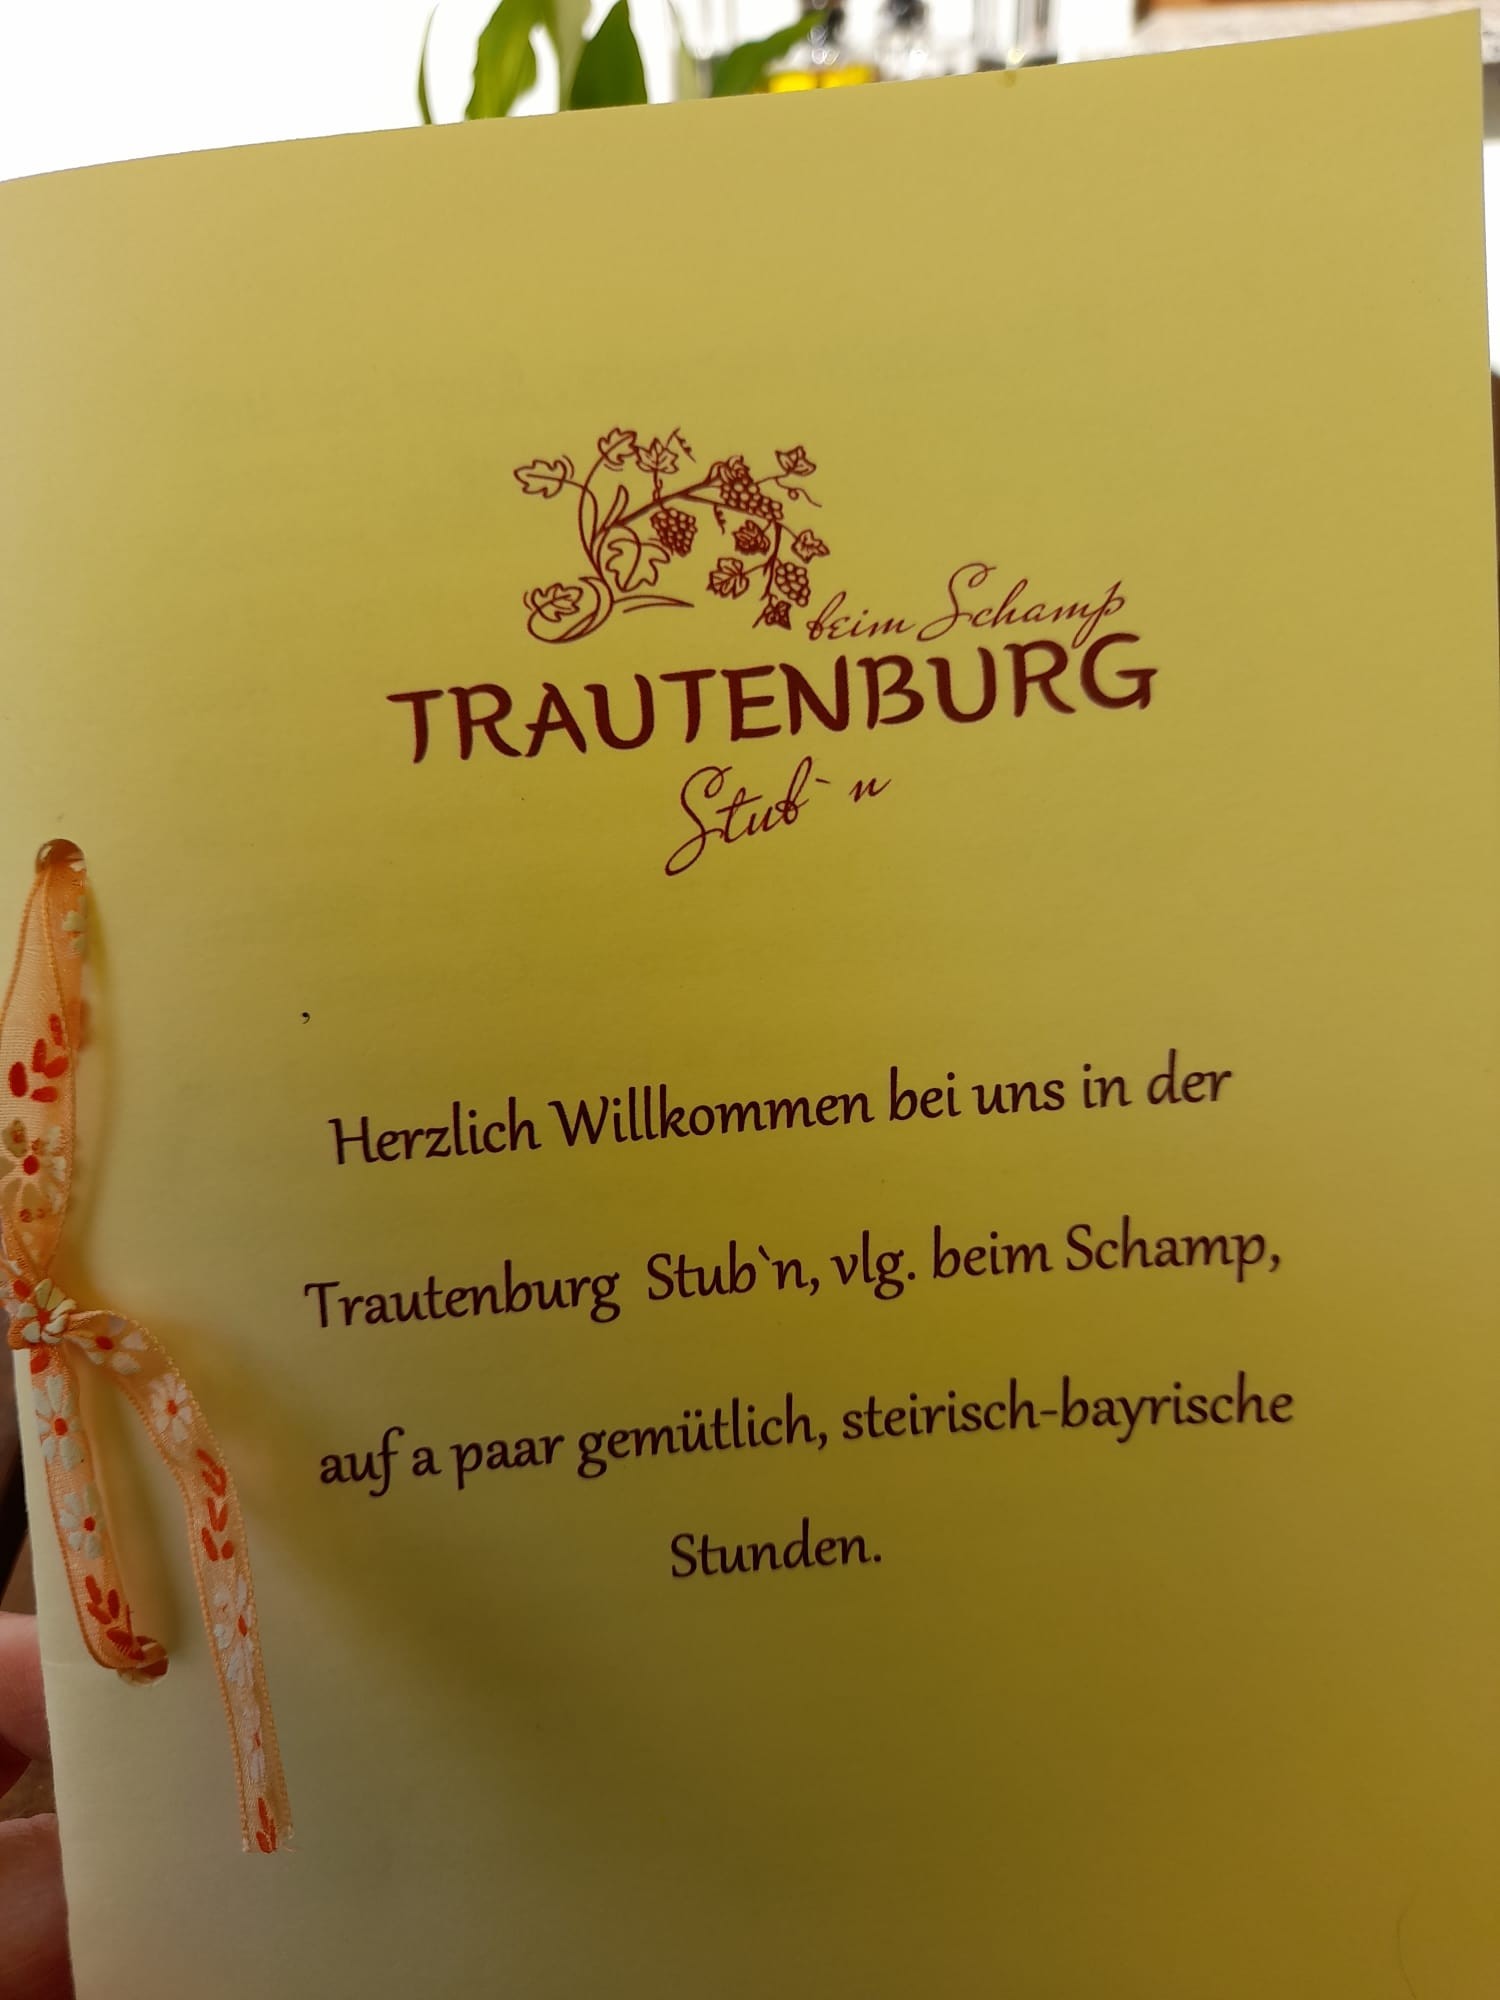 beim Schamp
TRAUTENBURG
Stub`n
,
Herzlich Willkommen bei uns in der
Trautenburg Stub`n, vlg. beim Schamp,
auf a paar gemütlich, steirisch-bayrische
Stunden.